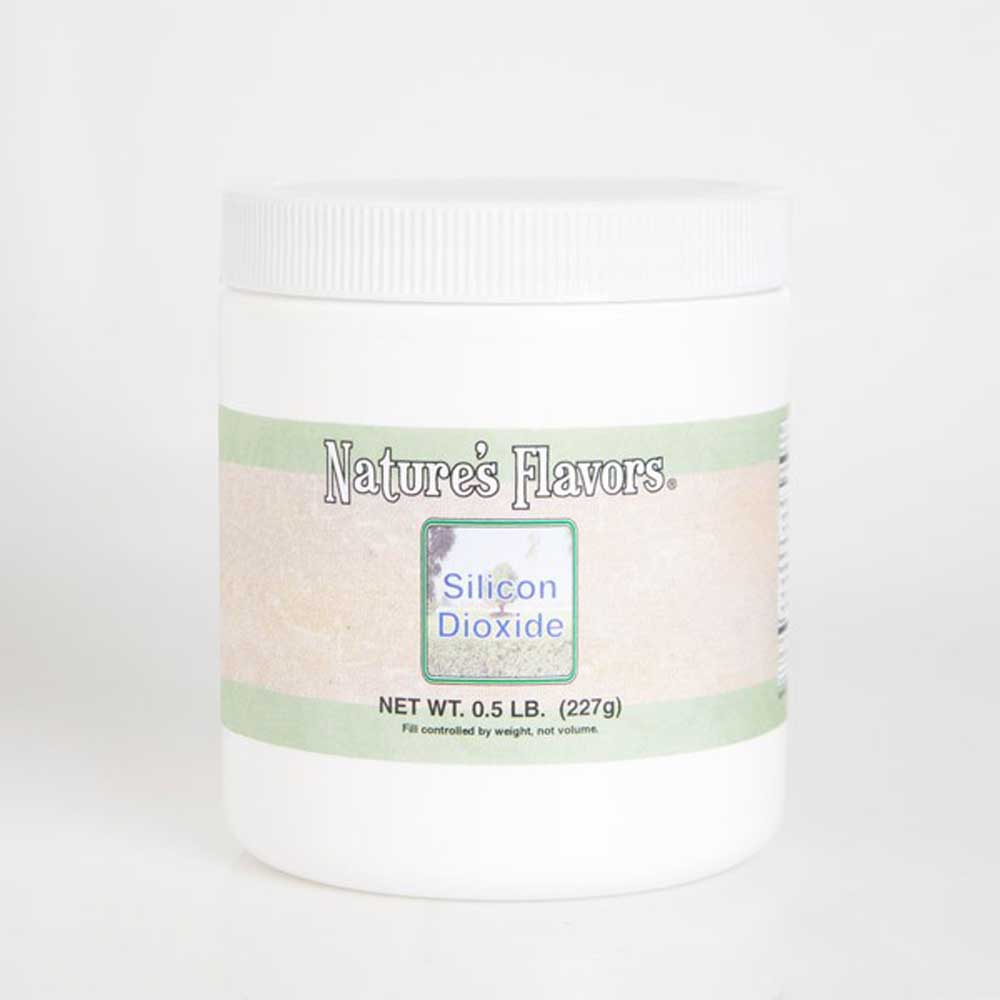 Nature's Flavors®
Silicon
Dioxide
NET WT. 0.5 LB. (227g)
Fill controlled by weight, not volume.